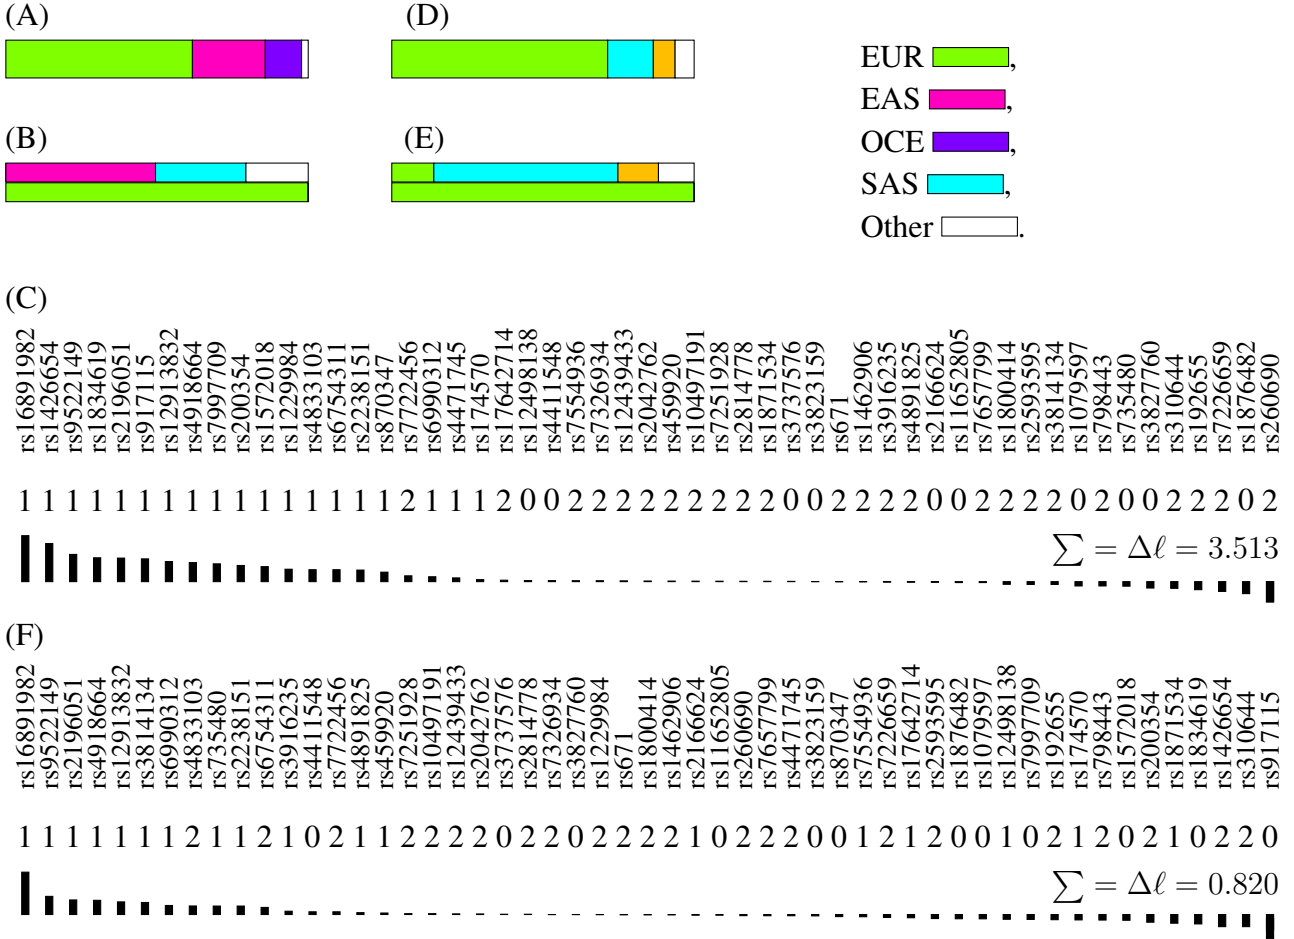 (A)
(D)
EUR ,
EAS ,
OCE ,
SAS ,
Other .
(B)
(E)
(C)
rs16891982 rs1426654 rs9522149 rs1834619 rs2196051 rs917115 rs12913832 rs4918664 rs7997709 rs200354 rs1572018 rs1229984 rs4833103 rs6754311 rs2238151 rs870347 rs7722456 rs6990312 rs4471745 rs174570 rs17642714 rs12498138 rs4411548 rs7554936 rs7326934 rs12439433 rs2042762 rs459920 rs10497191 rs7251928 rs2814778 rs1871534 rs3737576 rs3823159 rs671 rs1462906 rs3916235 rs4891825 rs2166624 rs11652805 rs7657799 rs1800414 rs2593595 rs3814134 rs1079597 rs798443 rs735480 rs3827760 rs310644 rs192655 rs7226659 rs1876482 rs260690
1 1 1 1 1 1 1 1 1 1 1 1 1 1 1 1 2 1 1 1 2 0 0 2 2 2 2 2 2 2 2 2 0 0 2 2 2 2 0 0 2 2 2 2 0 2 0 0 2 2 2 0 2
∑ = Δℓ = 3.513
(F)
rs16891982 rs9522149 rs2196051 rs4918664 rs12913832 rs3814134 rs6990312 rs4833103 rs735480 rs2238151 rs6754311 rs3916235 rs4411548 rs7722456 rs4891825 rs459920 rs7251928 rs10497191 rs12439433 rs2042762 rs3737576 rs2814778 rs7326934 rs3827760 rs1229984 rs671 rs1800414 rs1462906 rs2166624 rs11652805 rs260690 rs7657799 rs4471745 rs3823159 rs870347 rs7554936 rs7226659 rs17642714 rs2593595 rs1876482 rs1079597 rs12498138 rs7997709 rs192655 rs174570 rs798443 rs1572018 rs200354 rs1871534 rs1834619 rs1426654 rs310644 rs917115
1 1 1 1 1 1 1 2 1 1 2 1 0 2 1 1 2 2 2 2 0 2 2 0 2 2 2 2 1 0 2 2 2 0 0 1 2 1 2 0 0 1 0 2 1 2 0 2 1 0 2 2 0
∑ = Δℓ = 0.820